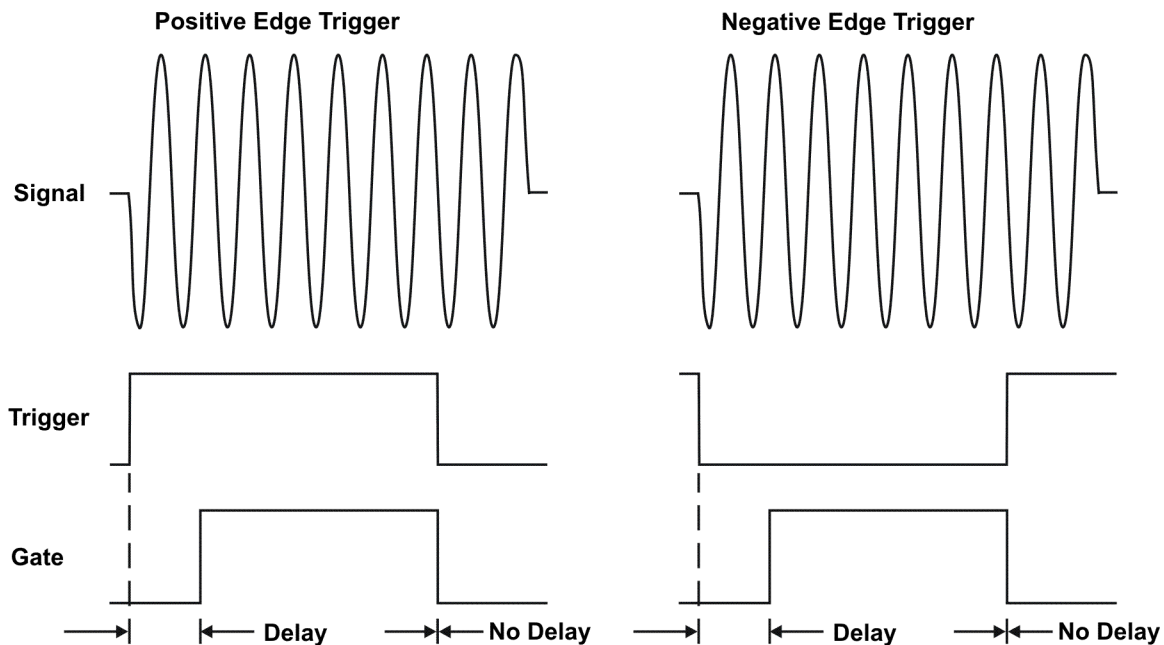 Positive Edge Trigger
Negative Edge Trigger
Signal
Trigger
Gate
Delay
No Delay
Delay
No Delay